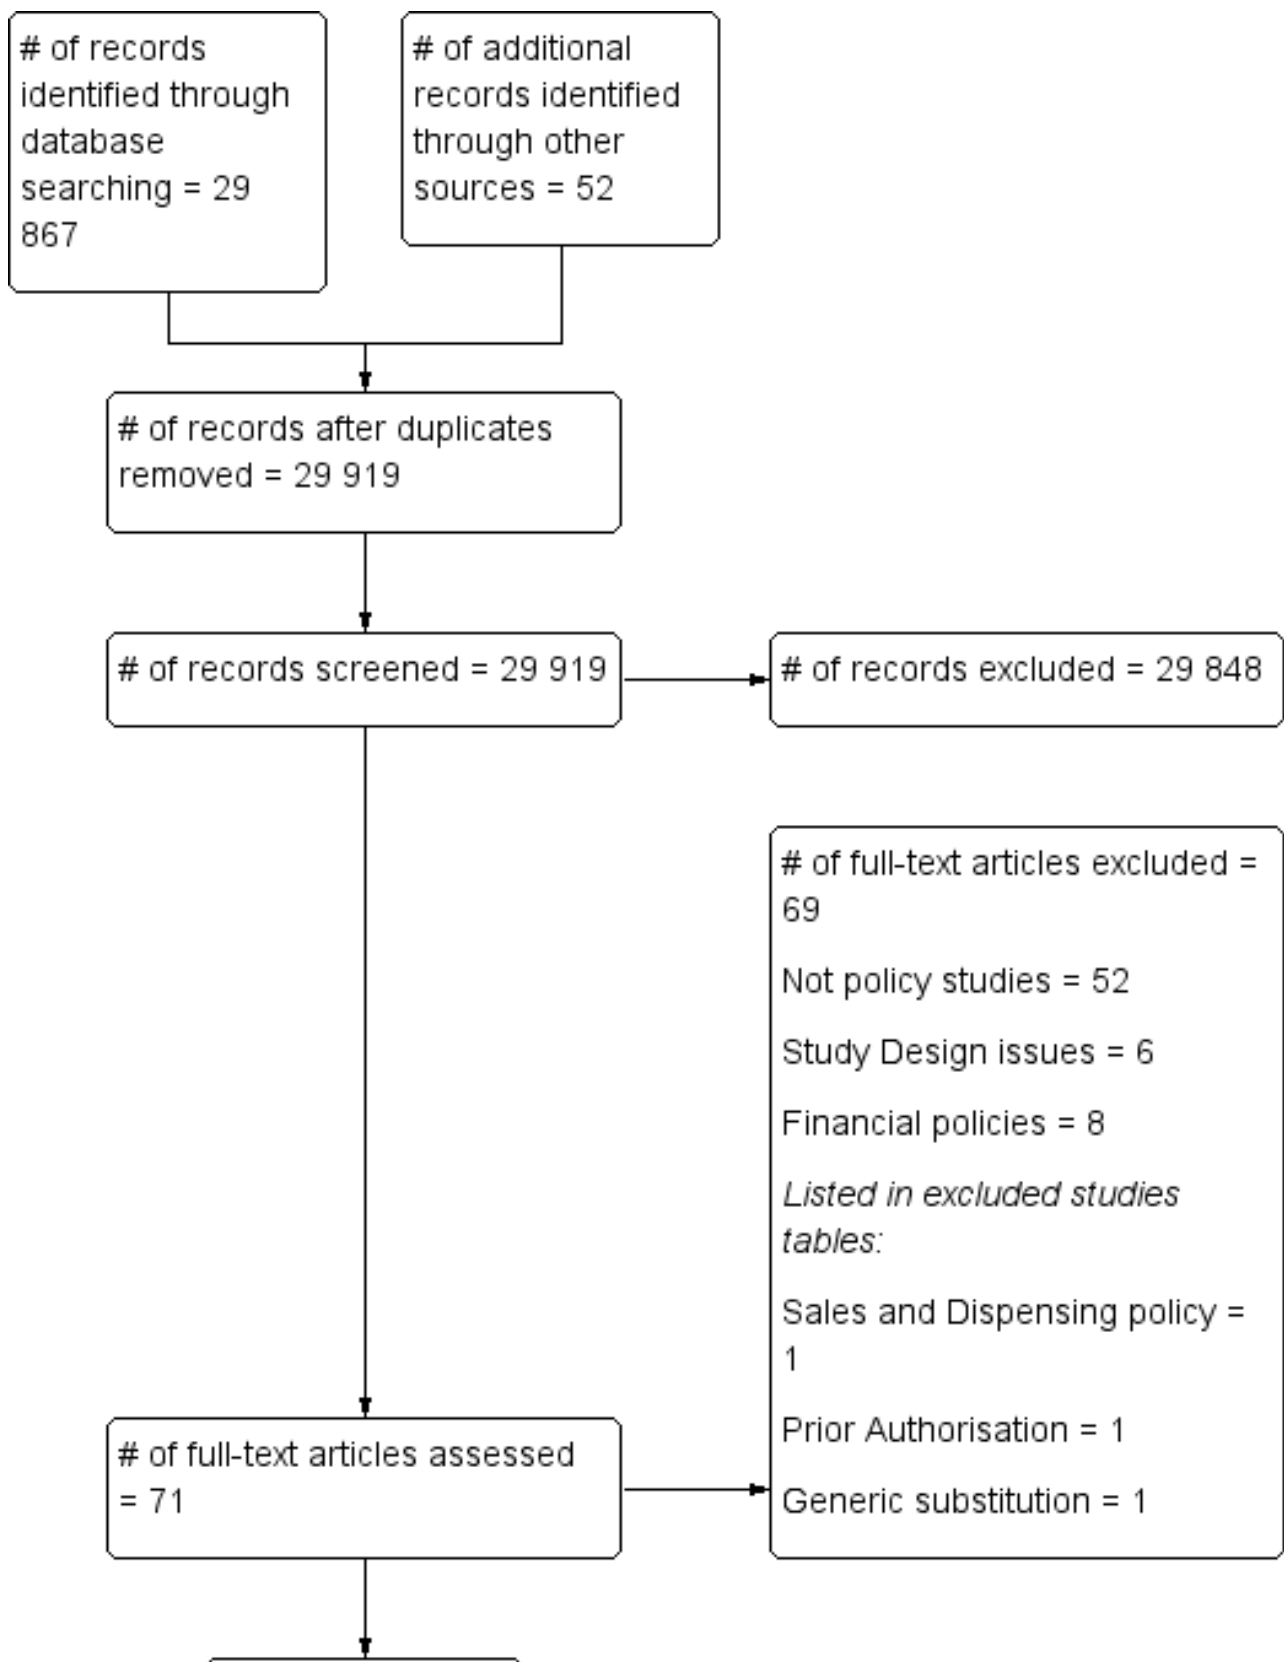 # of records
identified through
database
searching = 29
867
# of additional
records identified
through other
sources = 52
# of records after duplicates
removed = 29 919
# of records screened = 29 919
# of records excluded = 29 848
# of full-text articles excluded =
69
Not policy studies = 52
Study Design issues = 6
Financial policies = 8
Listed in excluded studies
tables:
Sales and Dispensing policy =
1
Prior Authorisation = 1
Generic substitution = 1
# of full-text articles assessed
= 71